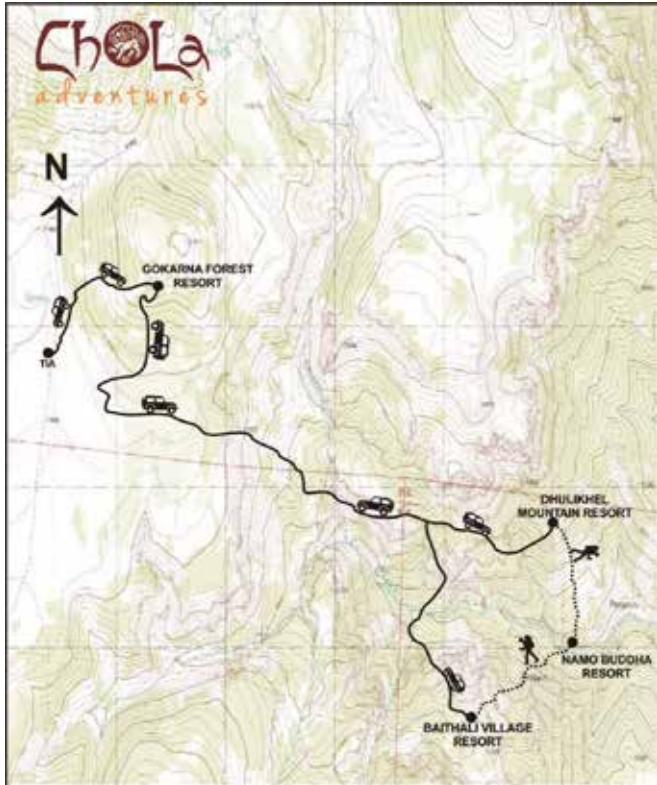 ChoLa
adventures
N
GOKARNA FOREST
RESORT
TIA
DHULIKHEL
MOUNTAIN RESORT
NAMO BUDDHA
RESORT
BAITHALI VILLAGE
RESORT